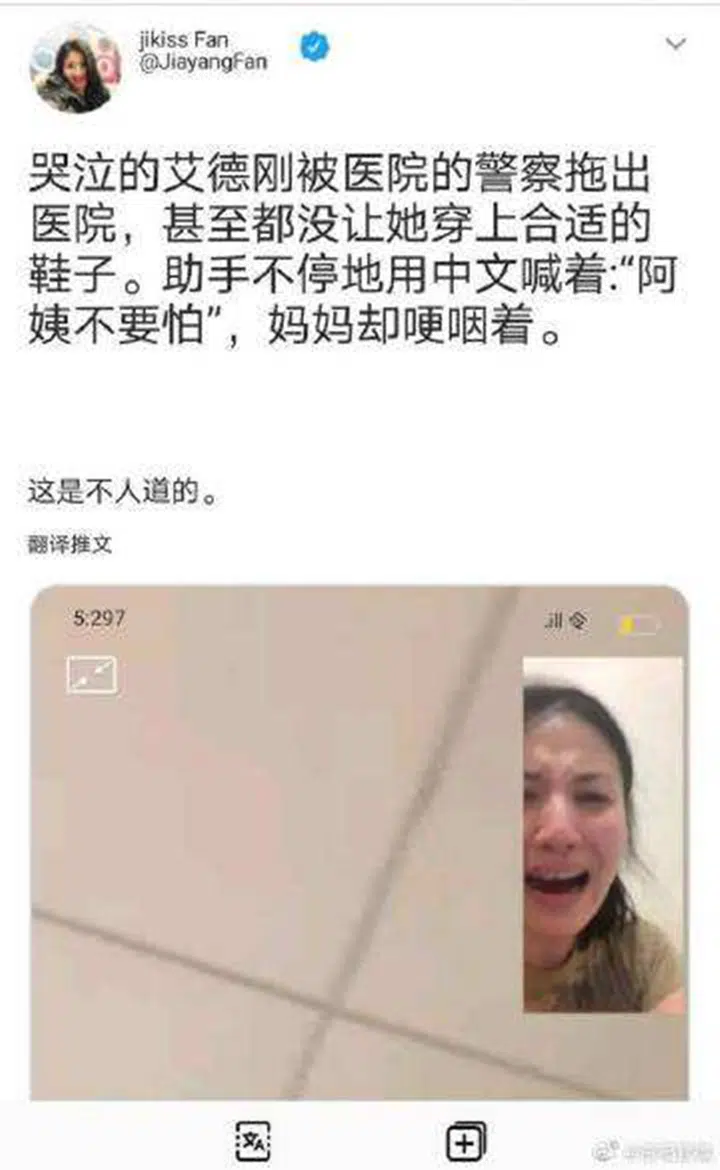 jikiss Fan
@JiayangFan
哭泣的艾德刚被医院的警察拖出
医院，甚至都没让她穿上合适的
鞋子。助手不停地用中文喊着:“阿
姨不要怕”，妈妈却哽咽着。
这是不人道的。
翻译推文
5:297